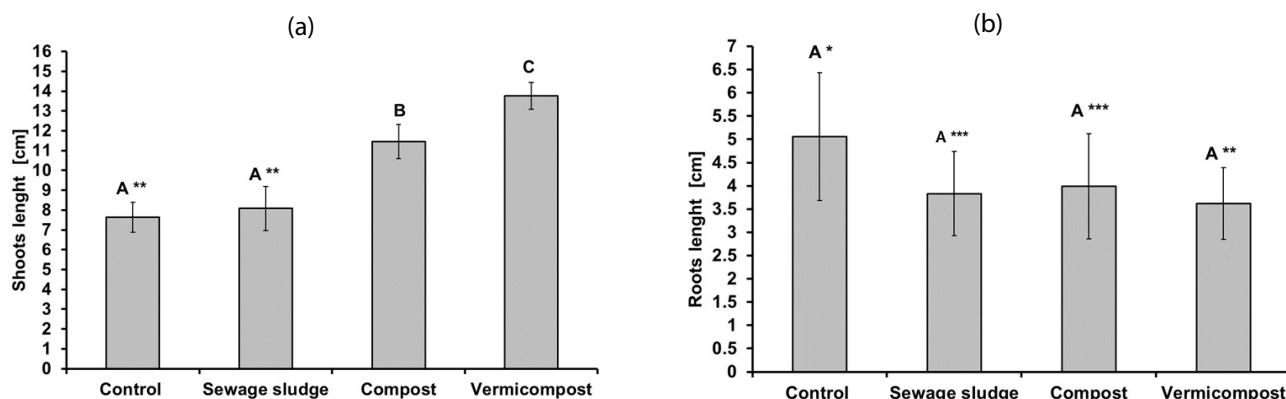 (a)
Shoots lenght [cm]
16
15
14
13
12
11
10
9
8
7
6
5
4
3
2
1
0
A **
A **
B
C
Control
Sewage sludge
Compost
Vermicompost
(b)
Roots lenght [cm]
7
6.5
6
5.5
5
4.5
4
3.5
3
2.5
2
1.5
1
0.5
0
A *
A ***
A ***
A **
Control
Sewage sludge
Compost
Vermicompost